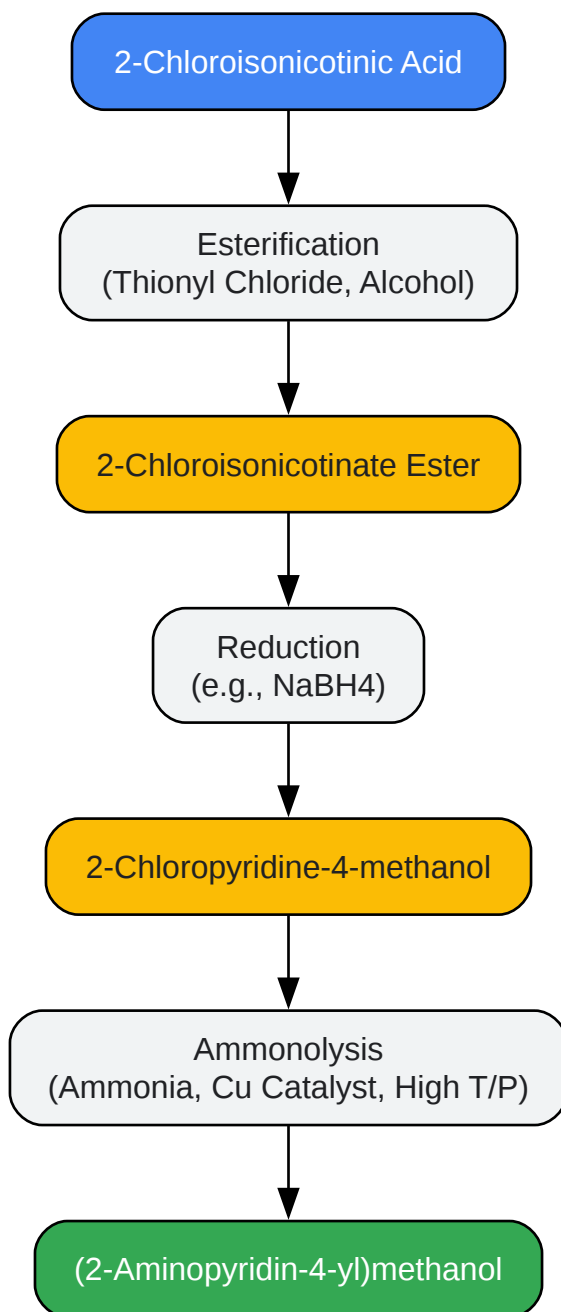 2-Chloroisonicotinic Acid
Esterification
(Thionyl Chloride, Alcohol)
2-Chloroisonicotinate Ester
Reduction
(e.g., NaBH4)
2-Chloropyridine-4-methanol
Ammonolysis
(Ammonia, Cu Catalyst, High T/P)
(2-Aminopyridin-4-yl)methanol